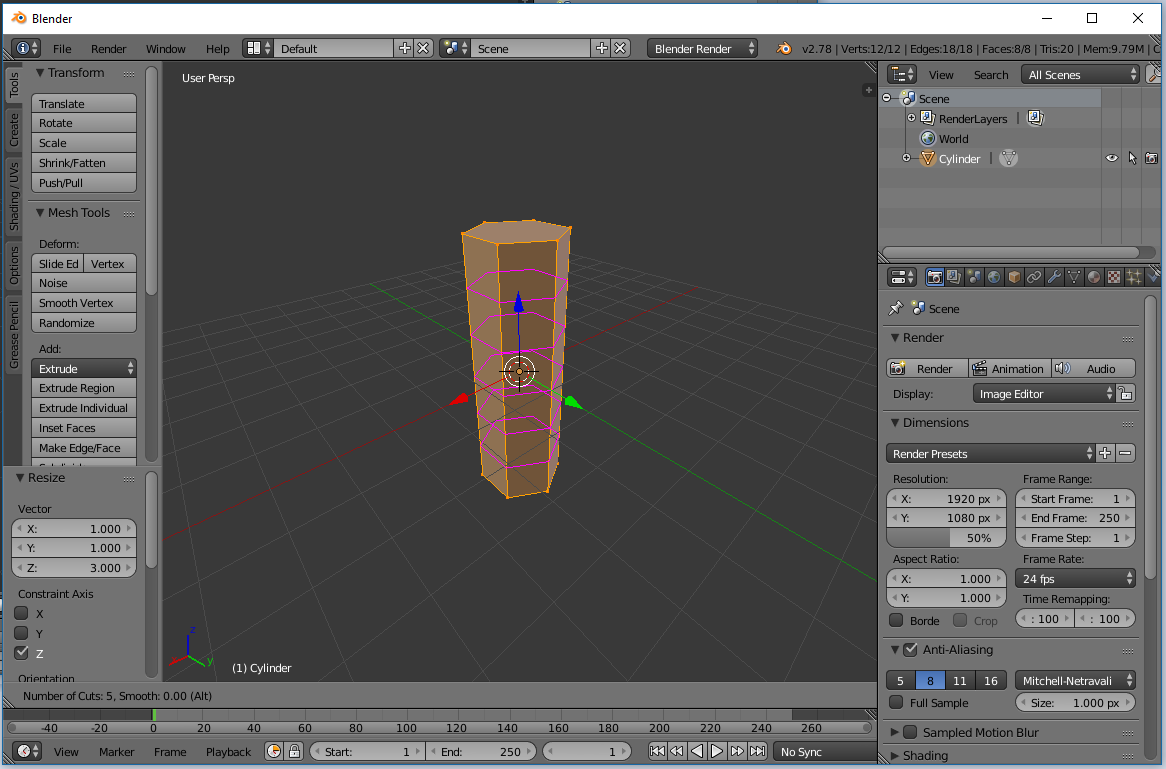 Blender
File Render Window Help Default Scene Blender Render v2.78 | Verts:12/12 | Edges:18/18 | Faces:8/8 | Tris:20 | Mem:9.79M | C
Tools
Create
Shading / UVs
Options
Grease Pencil
Transform
Translate
Rotate
Scale
Shrink/Fatten
Push/Pull
Mesh Tools
Deform:
Slide Ed Vertex
Noise
Smooth Vertex
Randomize
Add:
Extrude
Extrude Region
Extrude Individual
Inset Faces
Make Edge/Face
Resize
Vector
X: 1.000
Y: 1.000
Z: 3.000
Constraint Axis
X
Y
Z
Orientation
User Persp
z
x
y
(1) Cylinder
Number of Cuts: 5, Smooth: 0.00 (Alt)
-40 -20 0 20 40 60 80 100 120 140 160 180 200 220 240 260
View Marker Frame Playback Start: 1 End: 250 1 No Sync
View Search All Scenes
Scene
RenderLayers |
World
Cylinder |
Scene
Render
Render Animation Audio
Display: Image Editor
Dimensions
Render Presets
Resolution: Frame Range:
X: 1920 px Start Frame: 1
Y: 1080 px End Frame: 250
50% Frame Step: 1
Aspect Ratio: Frame Rate:
X: 1.000 24 fps
Y: 1.000 Time Remapping:
Borde Crop : 100 : 100
Anti-Aliasing
5 8 11 16 Mitchell-Netravali
Full Sample Size: 1.000 px
Sampled Motion Blur
Shading